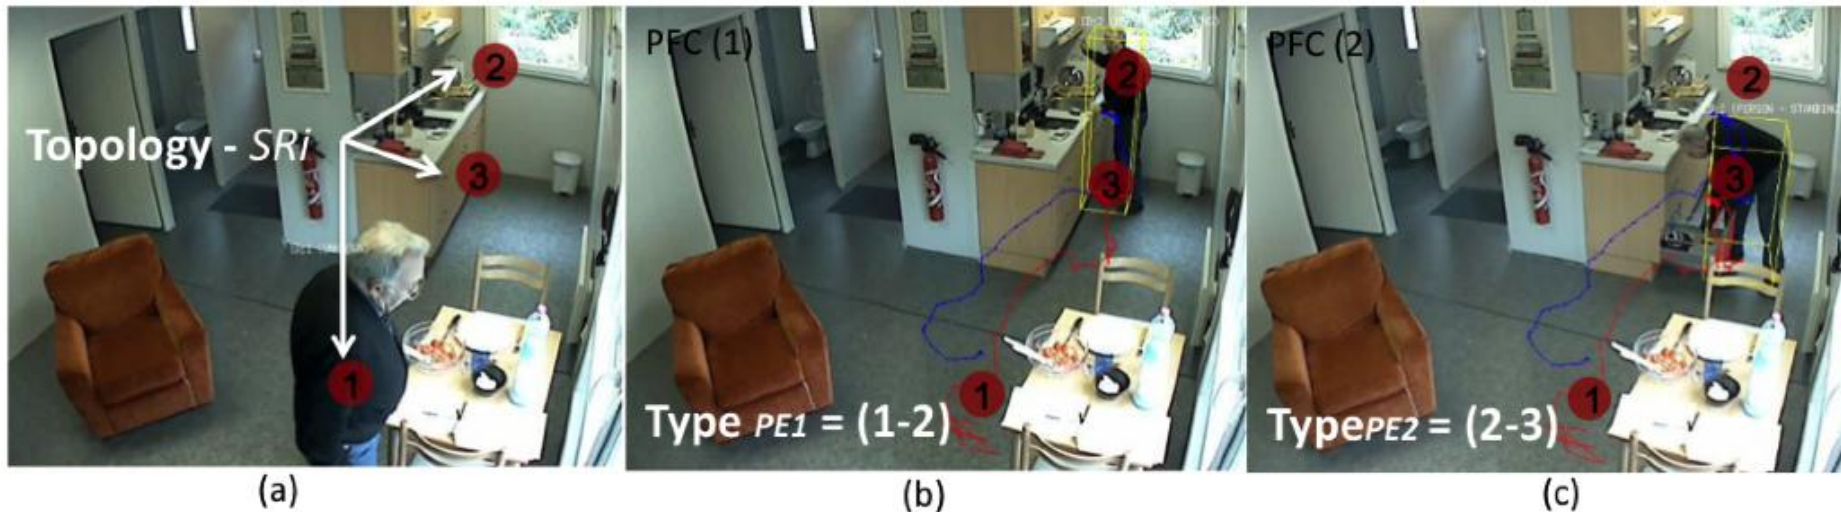 Topology - SRi
2
3
1
(a)
PFC (1)
2
3
1
Type PE1 = (1-2)
(b)
PFC (2)
2
3
1
TypePE2 = (2-3)
(c)